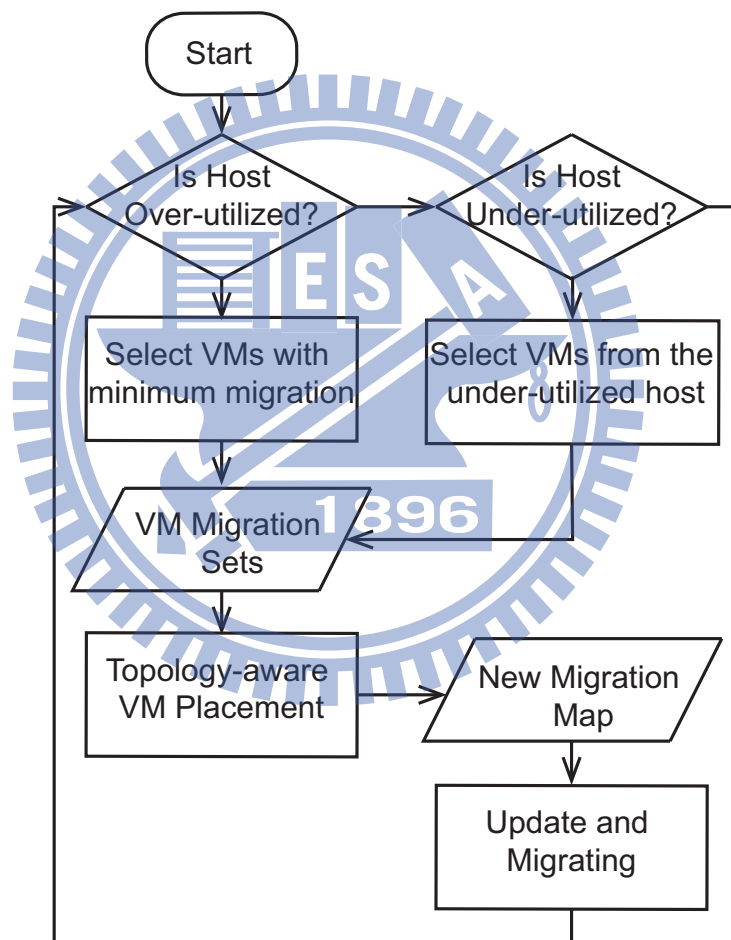 Start
Is Host
Over-utilized?
Is Host
Under-utilized?
E S A
Select VMs with
minimum migration
Select VMs from the
under-utilized host
8
1896
VM Migration
Sets
Topology-aware
VM Placement
New Migration
Map
Update and
Migrating